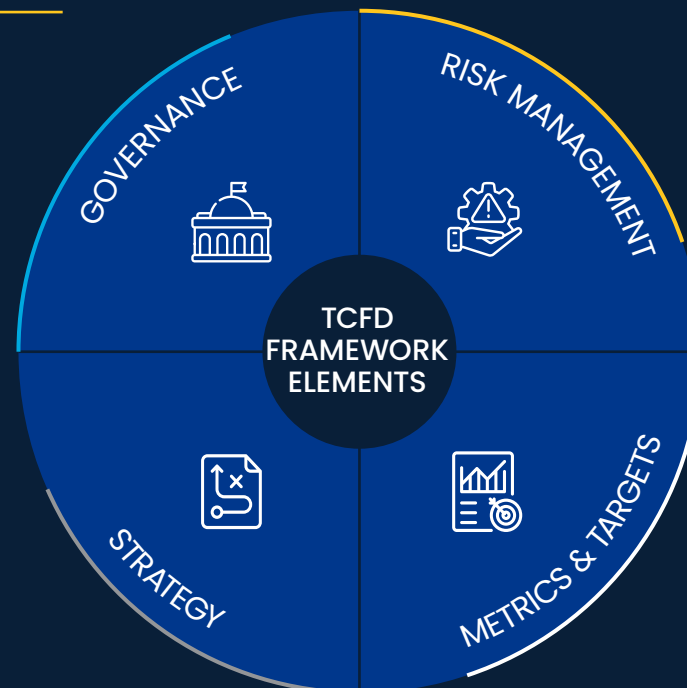 GOVERNANCE
RISK MANAGEMENT
TCFD
FRAMEWORK
ELEMENTS
STRATEGY
METRICS & TARGETS